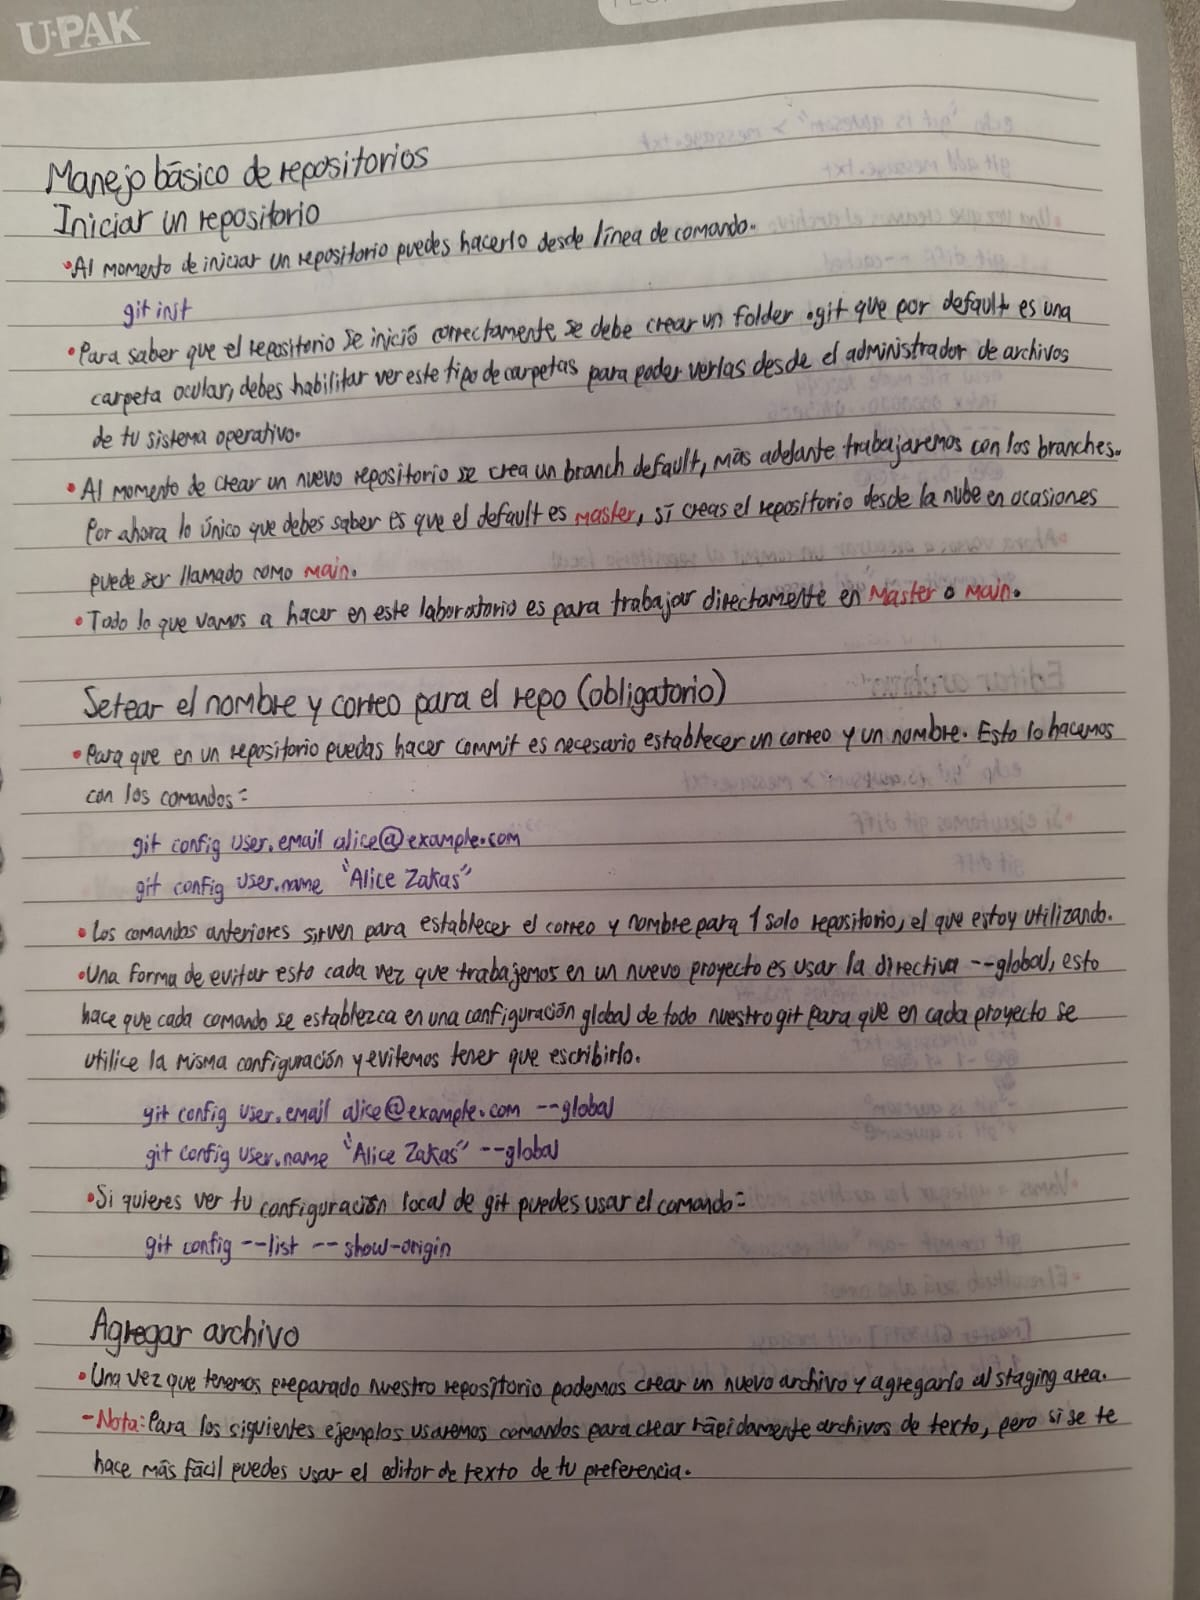 U·PAK
Manejo básico de repositorios
Iniciar un repositorio
•Al momento de iniciar un repositorio puedes hacerlo desde línea de comando.
git init
•Para saber que el repositorio se inició correctamente se debe crear un folder .git que por default es una
carpeta ocular, debes habilitar ver este tipo de carpetas para poder verlas desde el administrador de archivos
de tu sistema operativo.
•Al momento de crear un nuevo repositorio se crea un branch default, más adelante trabajaremos con los branches.
Por ahora lo único que debes saber es que el default es master, sí creas el repositorio desde la nube en ocasiones
puede ser llamado como main.
•Todo lo que vamos a hacer en este laboratorio es para trabajar directamente en Master o main.
Setear el nombre y correo para el repo (obligatorio)
•Para que en un repositorio puedas hacer commit es necesario establecer un correo y un nombre. Esto lo hacemos
con los comandos=
git config user.email alice@example.com
git config user.name "Alice Zakas"
•Los comandos anteriores sirven para establecer el correo y nombre para 1 solo repositorio, el que estoy utilizando.
•Una forma de evitar esto cada vez que trabajemos en un nuevo proyecto es usar la directiva --global, esto
hace que cada comando se establezca en una configuración global de todo nuestro git para que en cada proyecto se
utilice la misma configuración y evitemos tener que escribirlo.
git config user.email alice@example.com --global
git config user.name "Alice Zakas" --global
•Si quieres ver tu configuración local de git puedes usar el comando=
git config --list --show-origin
Agregar archivo
•Una vez que tenemos preparado nuestro repositorio podemos crear un nuevo archivo y agregarlo al staging area.
-Nota: Para los siguientes ejemplos usaremos comandos para crear rápidamente archivos de texto, pero si se te
hace más fácil puedes usar el editor de texto de tu preferencia.